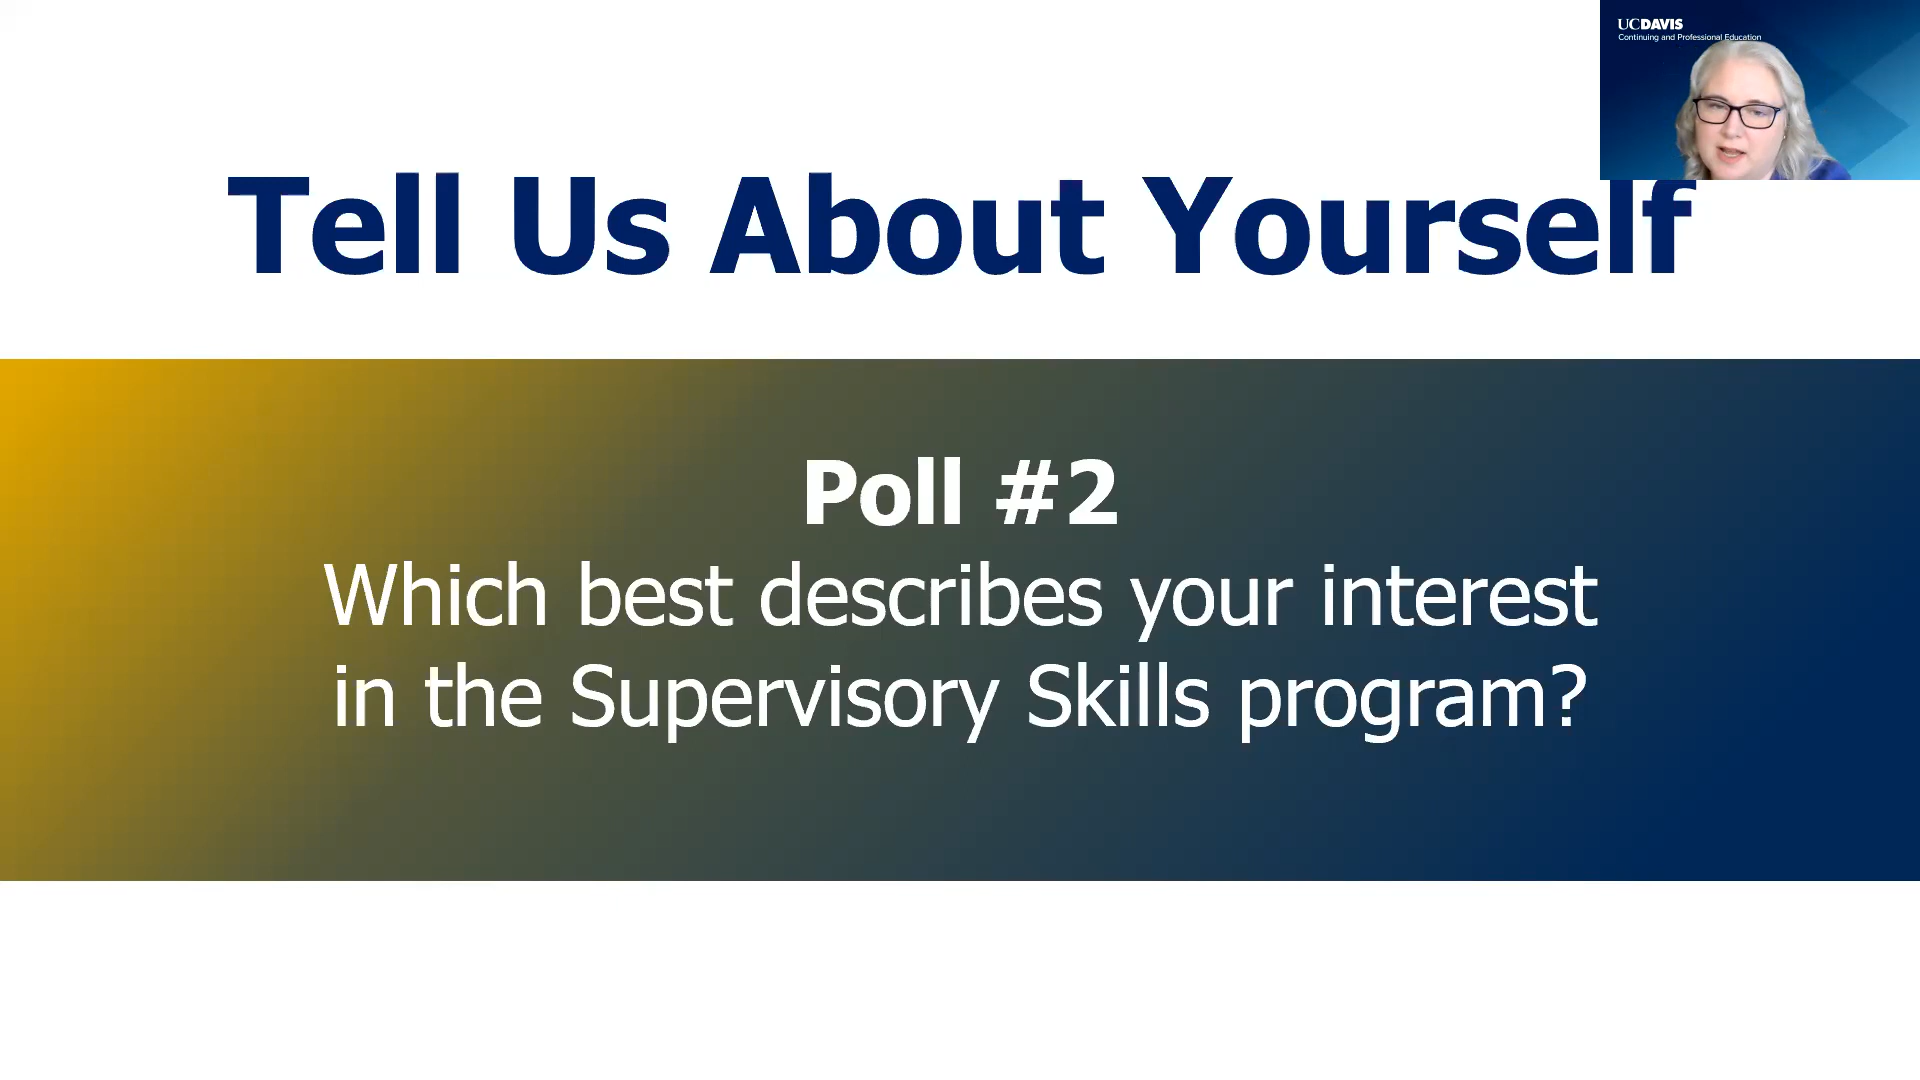 UCDAVIS
Continuing and Professional Education
Tell Us About Yourself
Poll #2
Which best describes your interest
in the Supervisory Skills program?